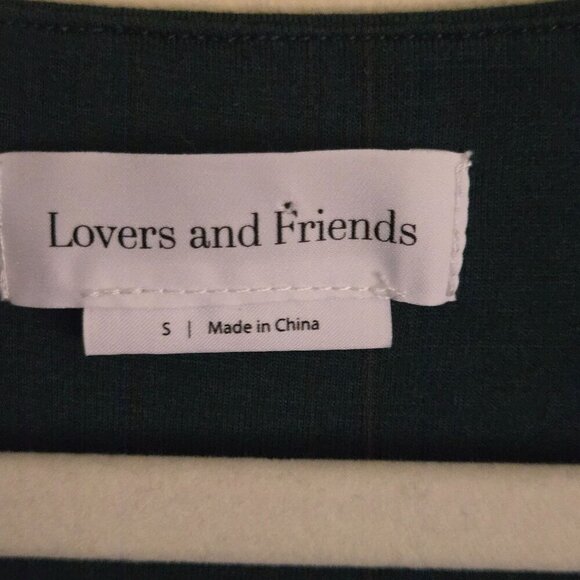 Lovers and Friends
S | Made in China